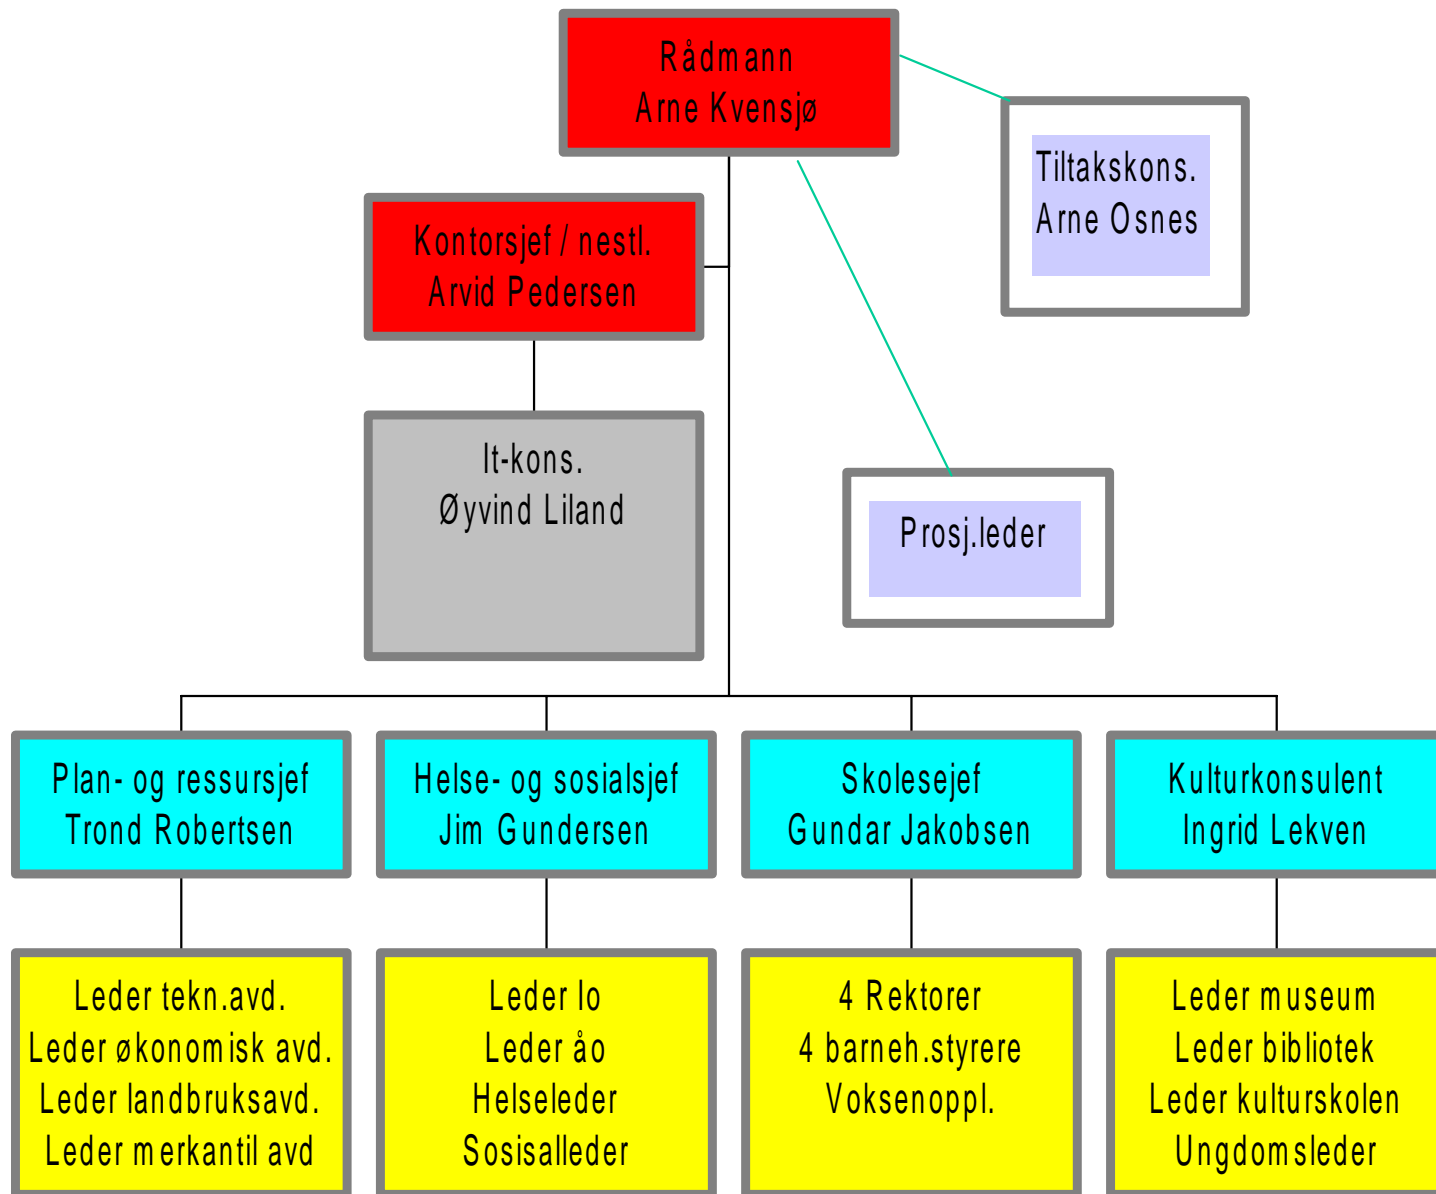 Rådmann
Arne Kvensjø
Tiltakskons.
Arne Osnes
Kontorsjef / nestl.
Arvid Pedersen
It-kons.
Øyvind Liland
Prosj.leder
Plan- og ressursjef
Trond Robertsen
Helse- og sosialsjef
Jim Gundersen
Skolesejef
Gundar Jakobsen
Kulturkonsulent
Ingrid Lekven
Leder tekn.avd.
Leder økonomisk avd.
Leder landbruksavd.
Leder merkantil avd
Leder lo
Leder åo
Helseleder
Sosisalleder
4 Rektorer
4 barneh.styrere
Voksenoppl.
Leder museum
Leder bibliotek
Leder kulturskolen
Ungdomsleder